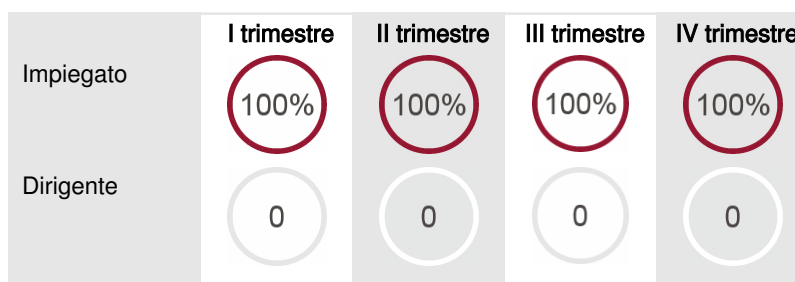 I trimestre II trimestre III trimestre IV trimestre
Impiegato 100% 100% 100% 100%
Dirigente 0 0 0 0